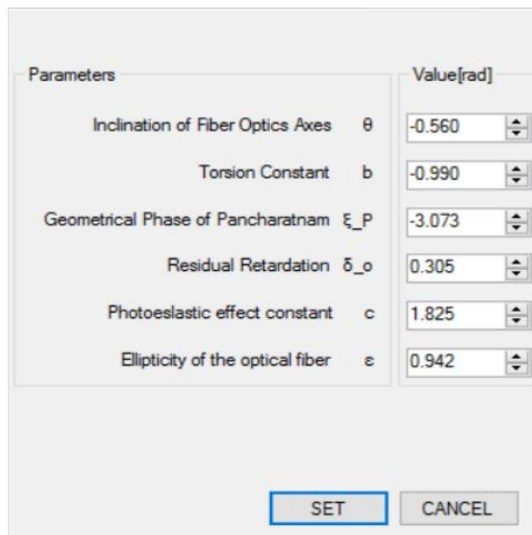 Parameters Value[rad]
Inclination of Fiber Optics Axes θ -0.560
Torsion Constant b -0.990
Geometrical Phase of Pancharatnam ξ_P -3.073
Residual Retardation δ_o 0.305
Photoeslastic effect constant c 1.825
Ellipticity of the optical fiber ε 0.942
SET CANCEL